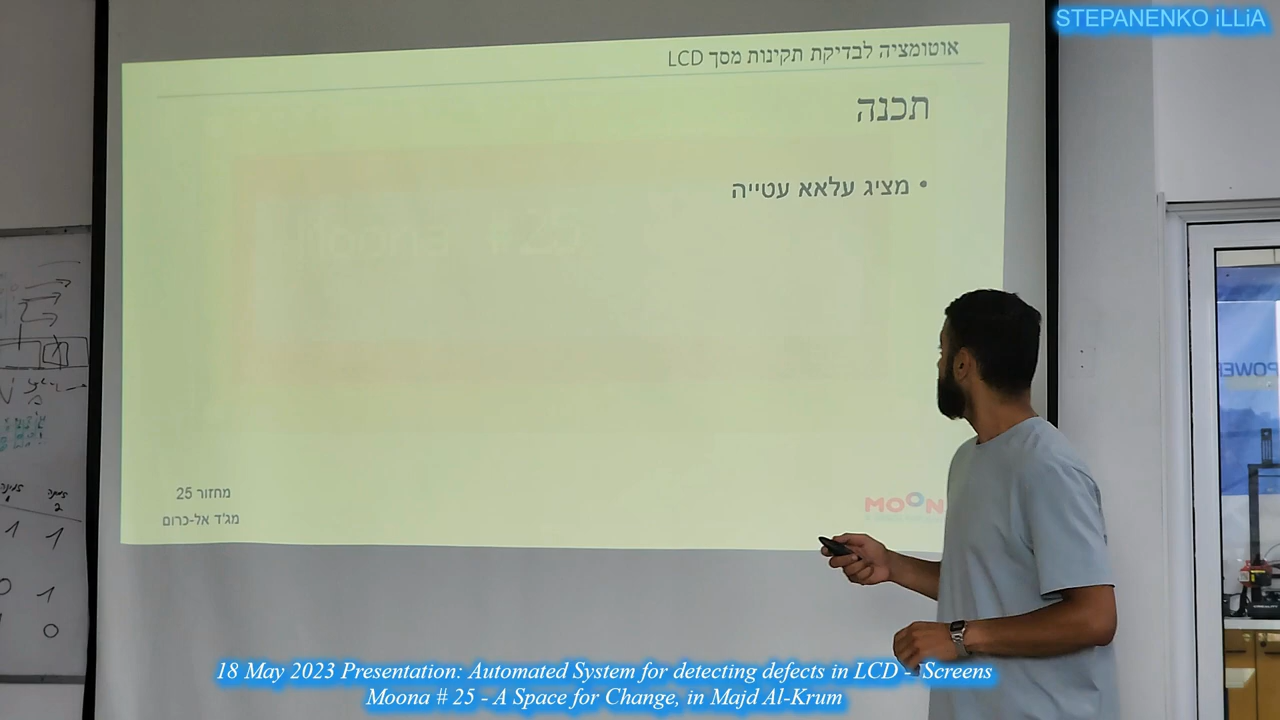 STEPANENKO iLLiA
אוטומציה לבדיקת תקינות מסך LCD
תכנה
• מציג עלאא עטייה
מחזור 25
מג'ד אל-כרום
MOON
POWER
18 May 2023 Presentation: Automated System for detecting defects in LCD - Screens
Moona # 25 - A Space for Change, in Majd Al-Krum